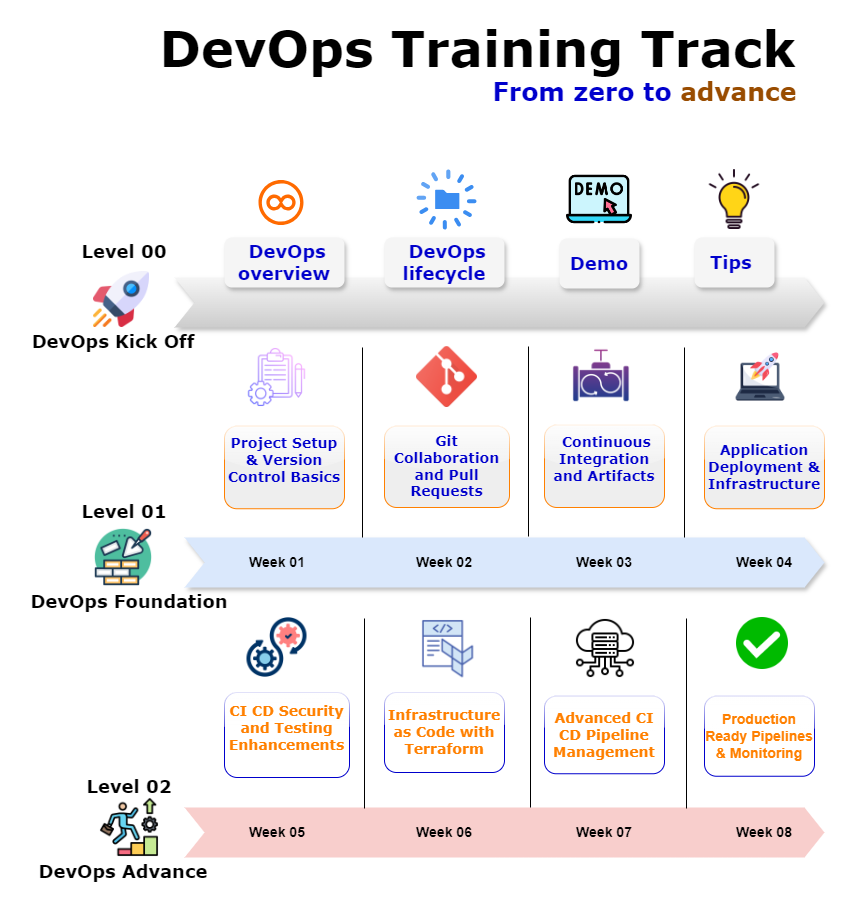 DevOps Training Track
From zero to advance
DEMO
Level 00
DevOps Kick Off
DevOps
overview
DevOps
lifecycle
Demo
Tips
Level 01
DevOps Foundation
Project Setup
& Version
Control Basics
Git
Collaboration
and Pull
Requests
Continuous
Integration
and Artifacts
Application
Deployment &
Infrastructure
Week 01
Week 02
Week 03
Week 04
</>
Level 02
DevOps Advance
CI CD Security
and Testing
Enhancements
Infrastructure
as Code with
Terraform
Advanced CI
CD Pipeline
Management
Production
Ready Pipelines
& Monitoring
Week 05
Week 06
Week 07
Week 08